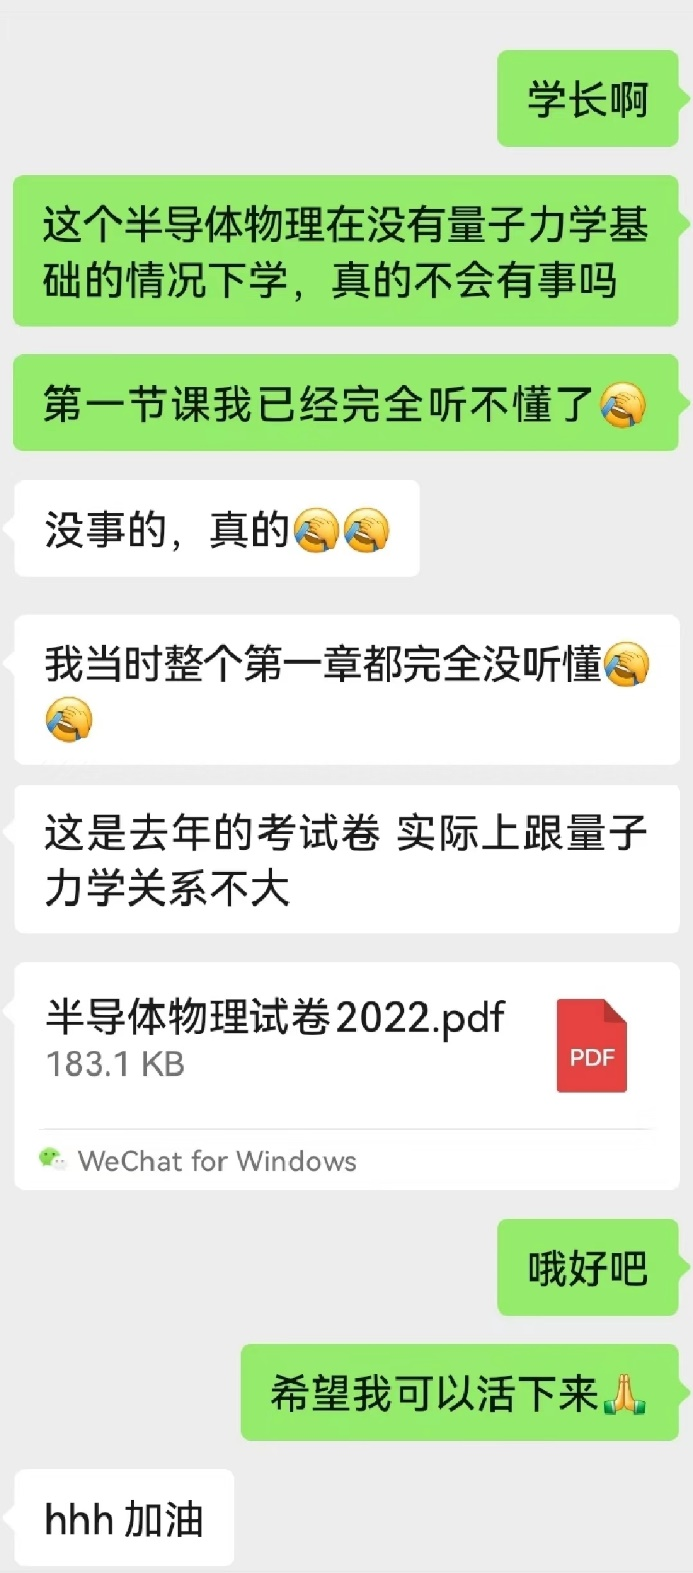 学长啊
这个半导体物理在没有量子力学基
础的情况下学，真的不会有事吗
第一节课我已经完全听不懂了🤦
没事的，真的🤦🤦
我当时整个第一章都完全没听懂🤦
🤦
这是去年的考试卷 实际上跟量子
力学关系不大
半导体物理试卷2022.pdf
183.1 KB
PDF
WeChat for Windows
哦好吧
希望我可以活下来🙏
hhh 加油